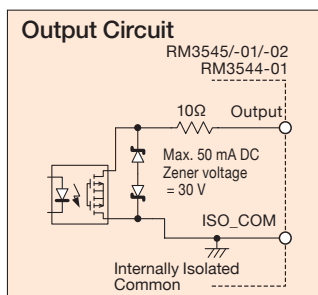 Output Circuit
RM3545/-01/-02
RM3544-01
10Ω Output
Max. 50 mA DC
Zener voltage
= 30 V
ISO_COM
Internally Isolated
Common